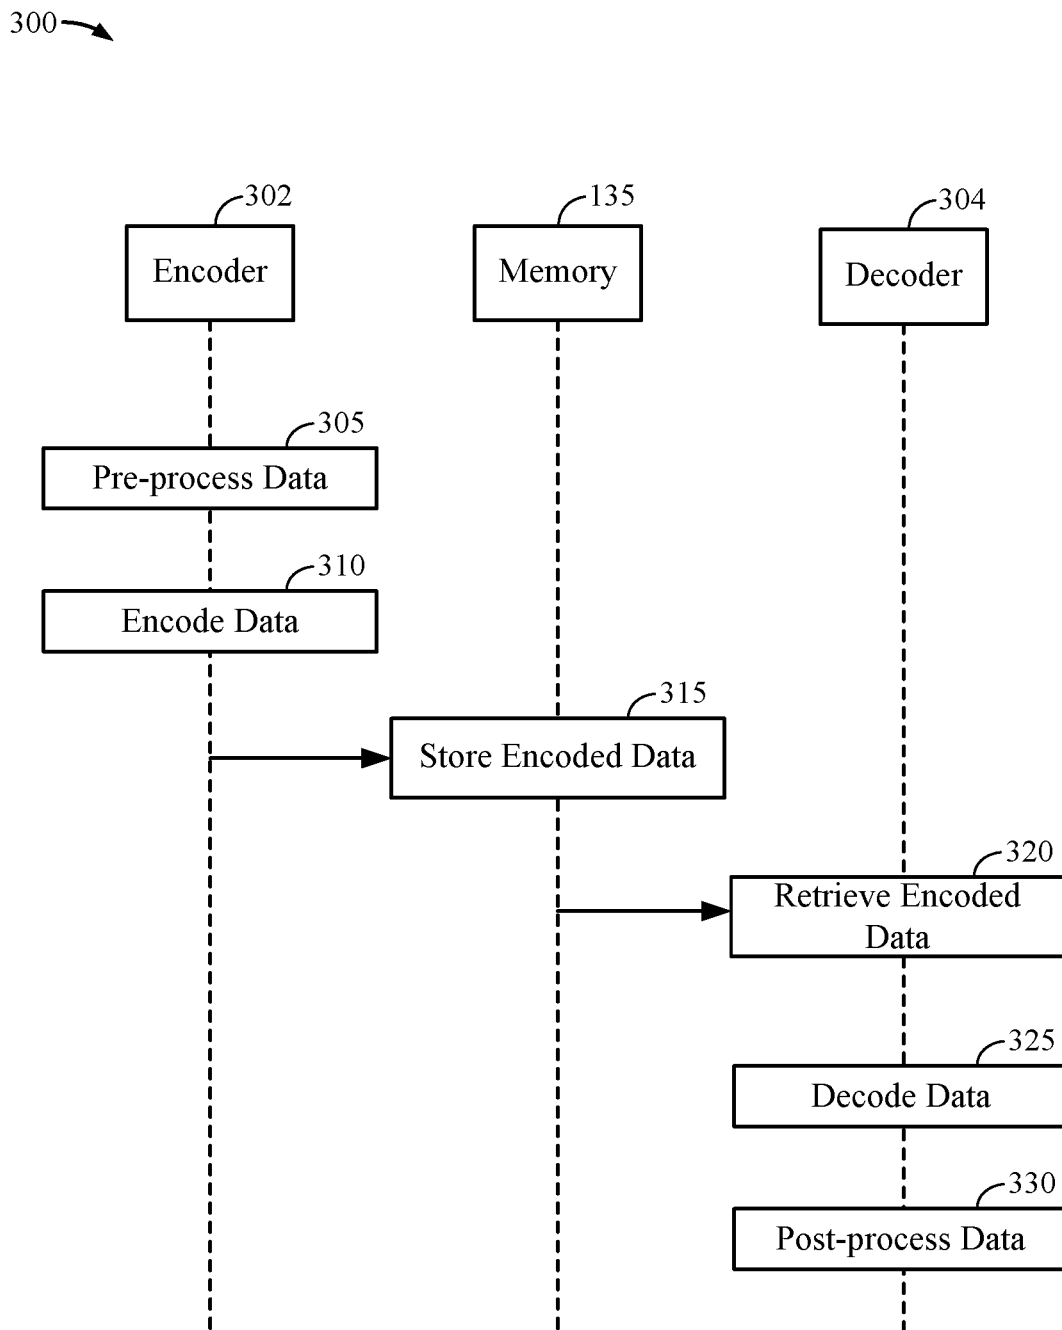 300
302
135
304
Encoder
Memory
Decoder
305
Pre-process Data
310
Encode Data
315
Store Encoded Data
320
Retrieve Encoded
Data
325
Decode Data
330
Post-process Data